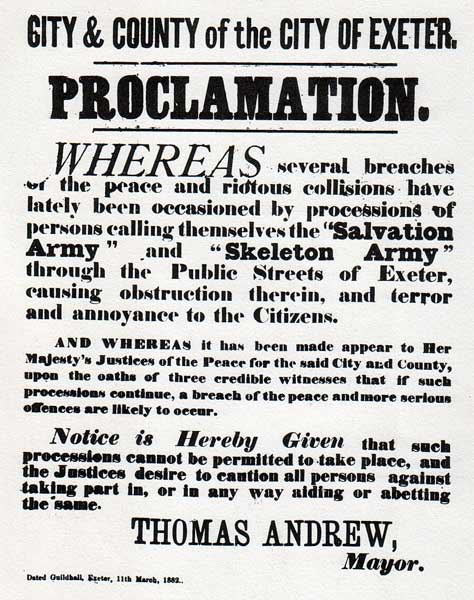 CITY & COUNTY of the CITY OF EXETER.
PROCLAMATION.
WHEREAS several breaches
of the peace and riotous collisions have
lately been occasioned by processions of
persons calling themselves the "Salvation
Army" and "Skeleton Army"
through the Public Streets of Exeter,
causing obstruction therein, and terror
and annoyance to the Citizens.
AND WHEREAS it has been made appear to Her
Majesty's Justices of the Peace for the said City and County,
upon the oaths of three credible witnesses that if such
processions continue, a breach of the peace and more serious
offences are likely to occur.
Notice is Hereby Given that such
processions cannot be permitted to take place, and
the Justices desire to caution all persons against
taking part in, or in any way aiding or abetting
the same.
THOMAS ANDREW,
Mayor.
Dated Guildhall, Exeter, 11th March, 1882..